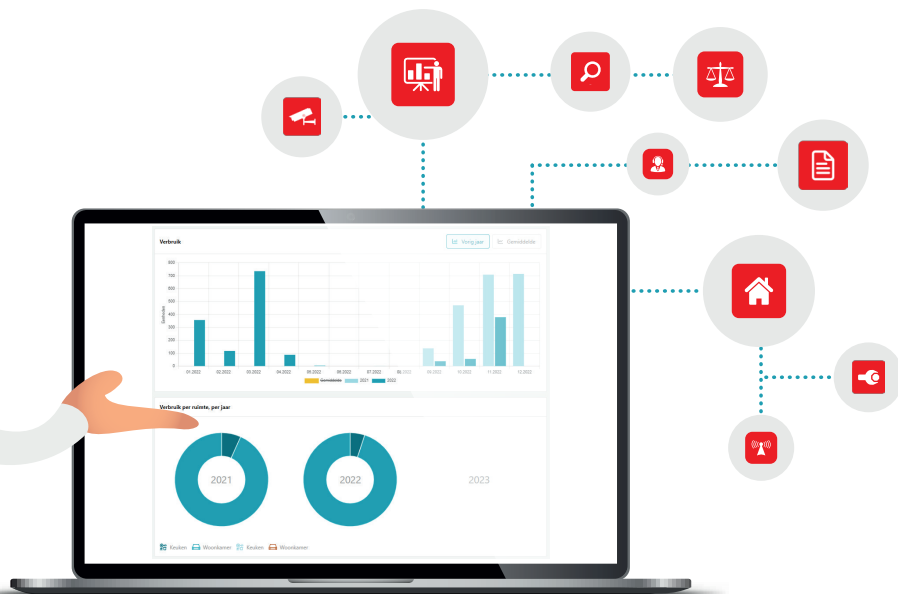 Verbruik
Vorig jaar Gemiddelde
800
700
600
500
400
300
200
100
0
Eenheden
01.2022 02.2022 03.2022 04.2022 05.2022 06.2022 07.2022 08.2022 09.2022 10.2022 11.2022 12.2022
Gemiddelde 2021 2022
Verbruik per ruimte, per jaar
2021 2022 2023
Keuken Woonkamer Keuken Woonkamer